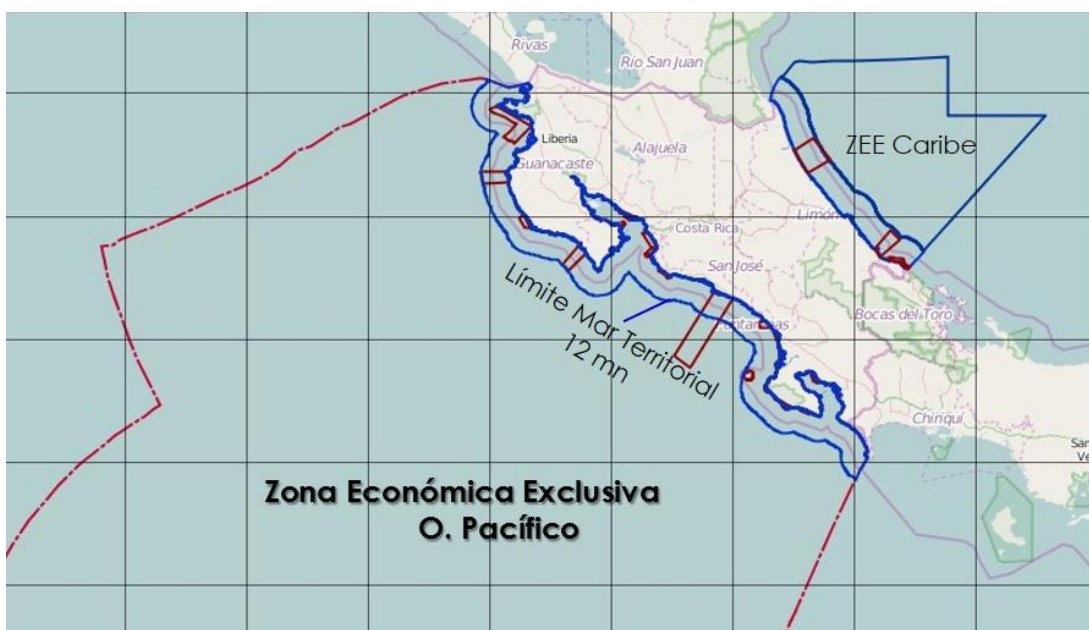 Rivas
Río San Juan
Liberia
Guanacaste
Alajuela
ZEE Caribe
Limón
Costa Rica
San José
Límite Mar Territorial
12 mn
Bocas del Toro
Chiriquí
Zona Económica Exclusiva
O. Pacífico